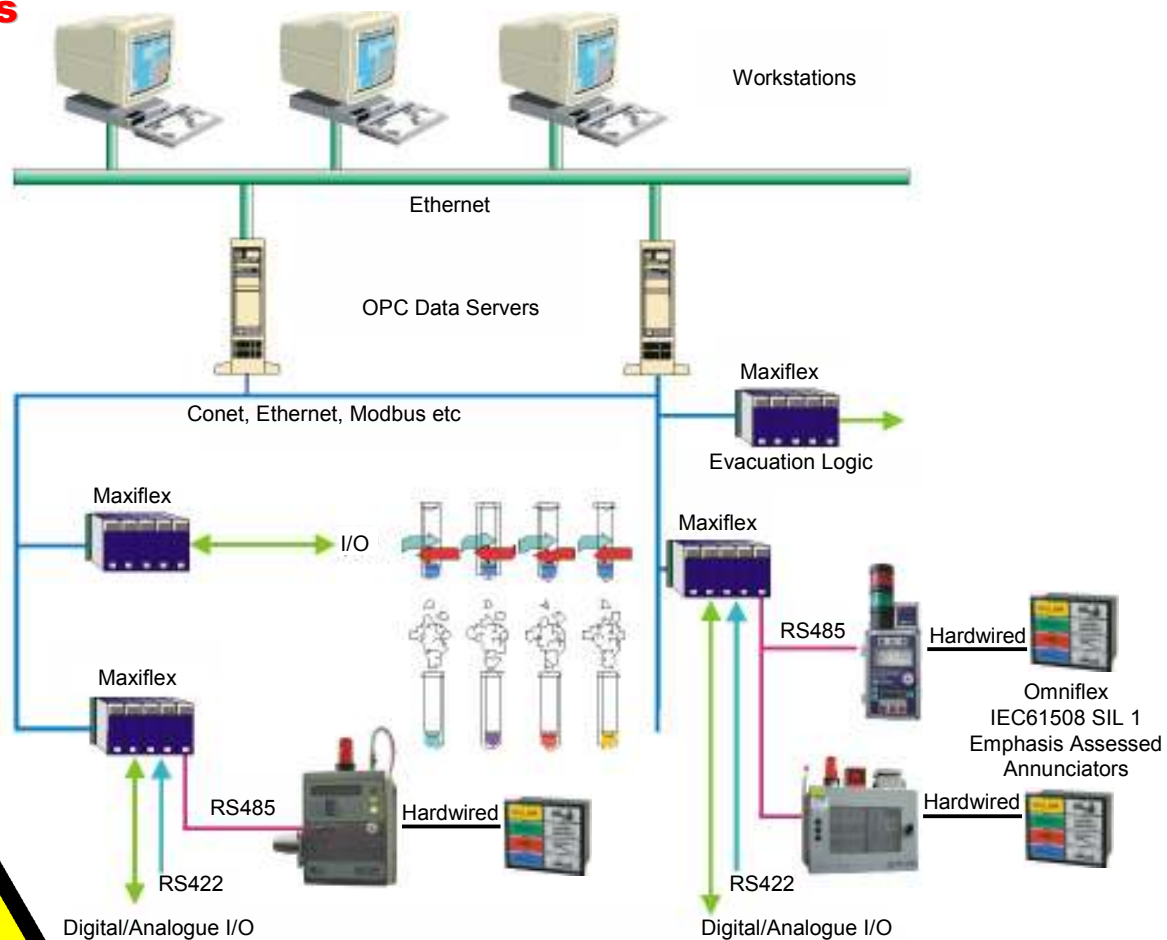 s
Workstations
Ethernet
OPC Data Servers
Maxiflex
Conet, Ethernet, Modbus etc
Evacuation Logic
Maxiflex
I/O
Maxiflex
RS485
Hardwired
Maxiflex
Omniflex
IEC61508 SIL 1
Emphasis Assessed
Annunciators
RS485
Hardwired
Hardwired
RS422
RS422
Digital/Analogue I/O
Digital/Analogue I/O